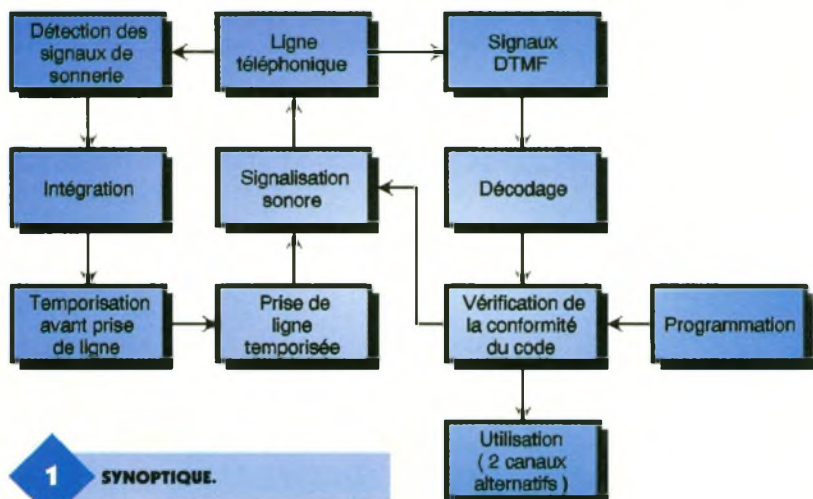 Détection des
signaux de
sonnerie
Ligne
téléphonique
Signaux
DTMF
Intégration
Signalisation
sonore
Décodage
Temporisation
avant prise
de ligne
Prise de
ligne
temporisée
Vérification de
la conformité
du code
Programmation
Utilisation
( 2 canaux
alternatifs )
1
SYNOPTIQUE.